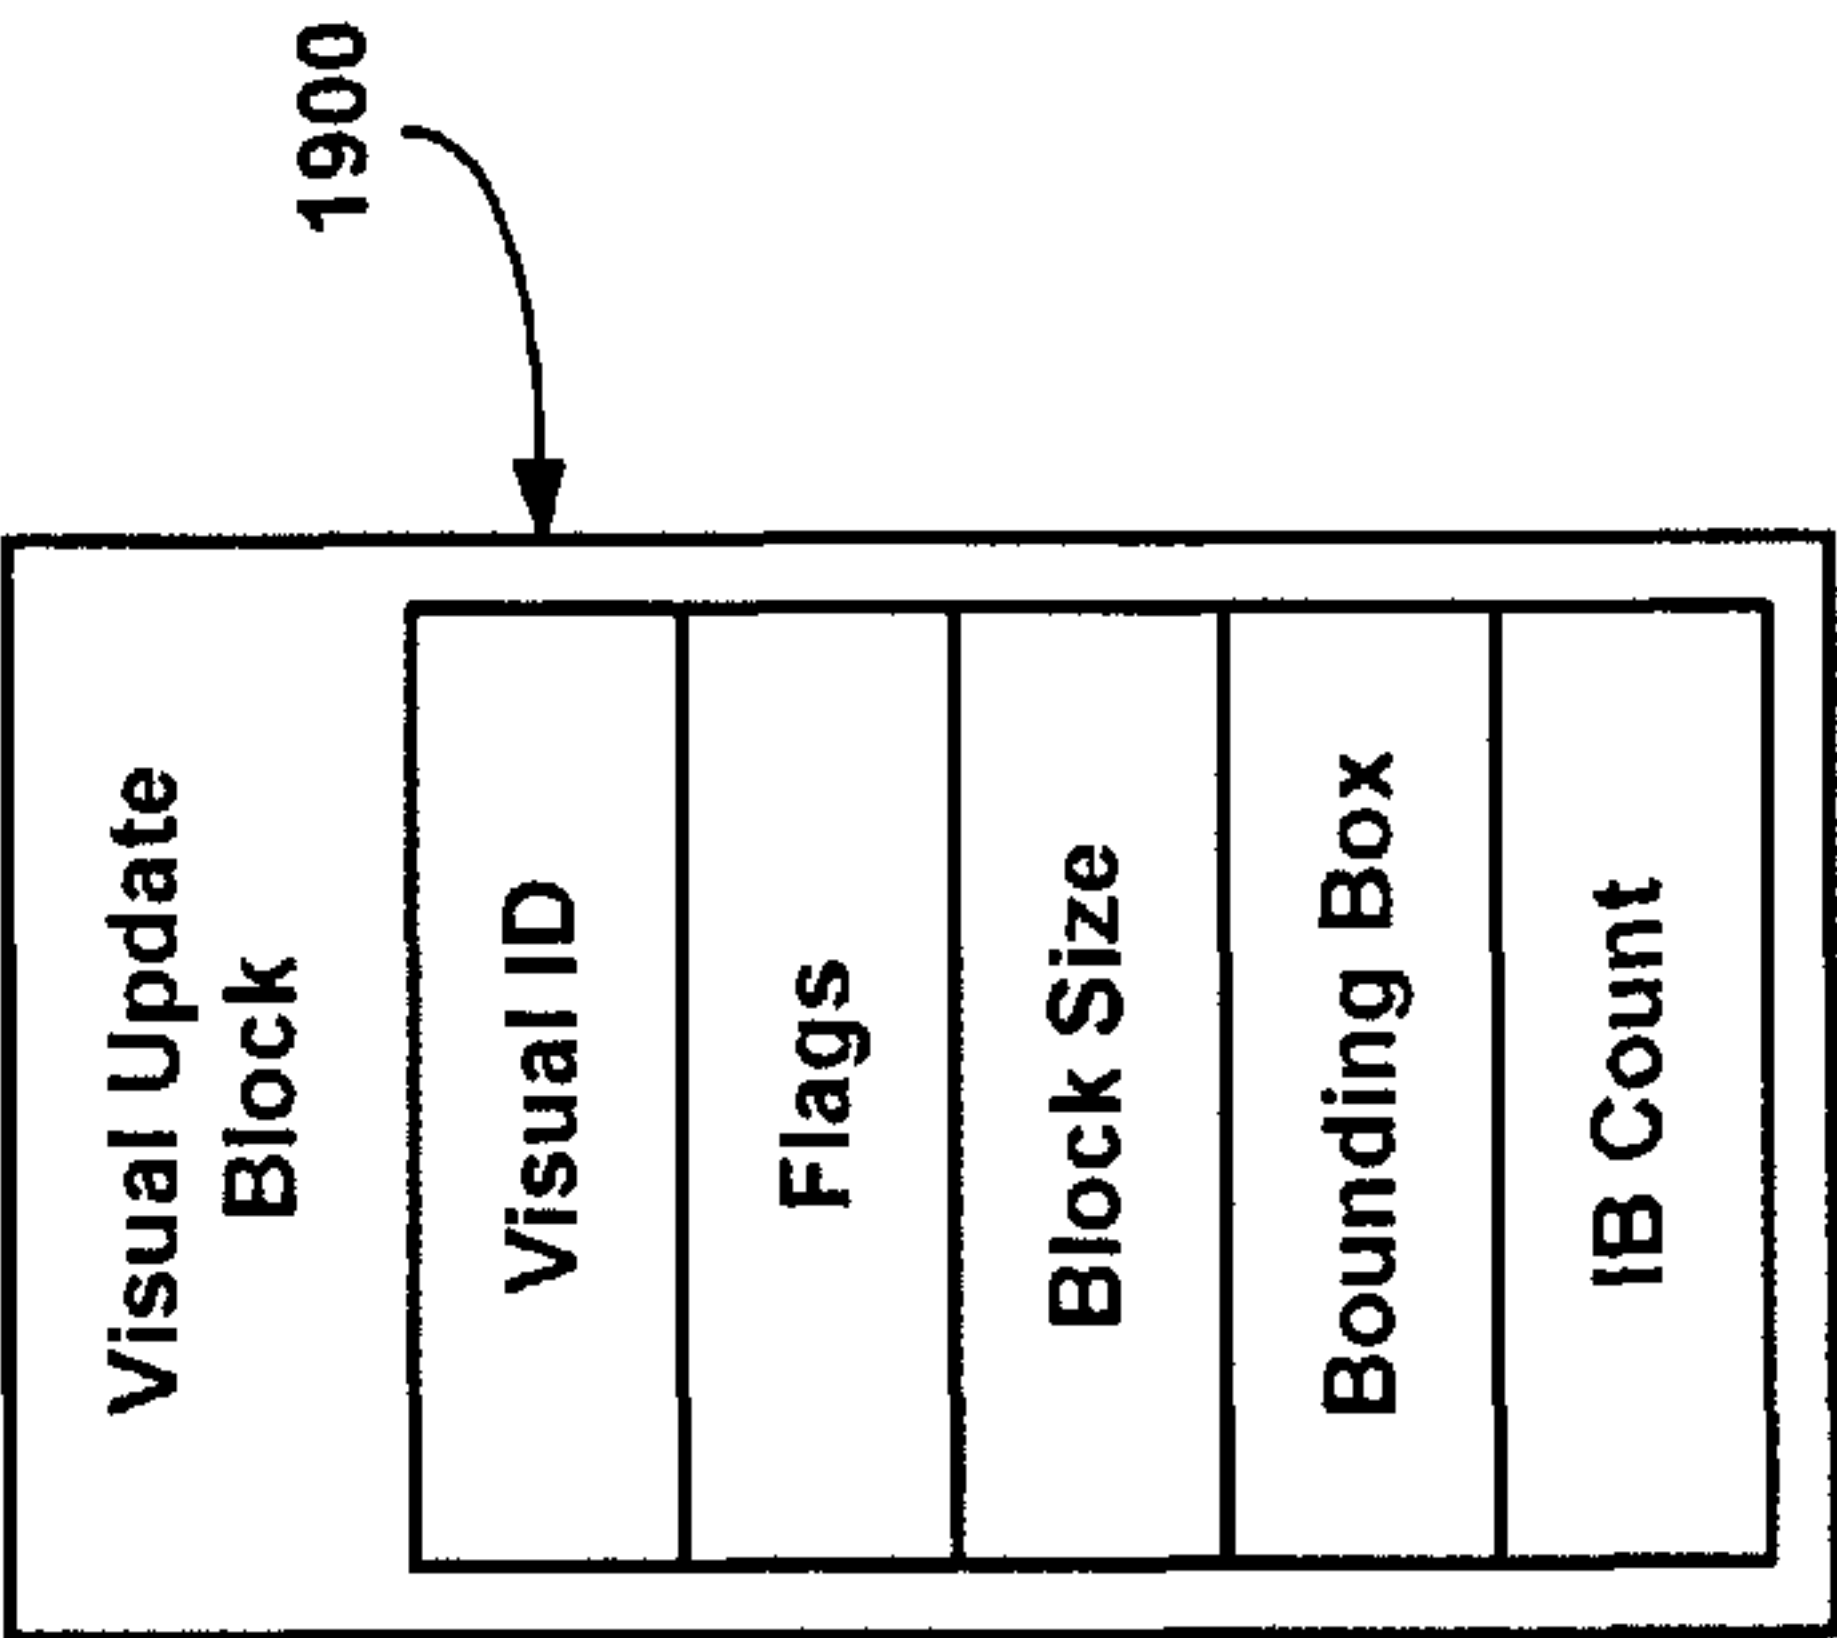 1900
Visual Update
Block
Visual ID
Flags
Block Size
Bounding Box
IB Count